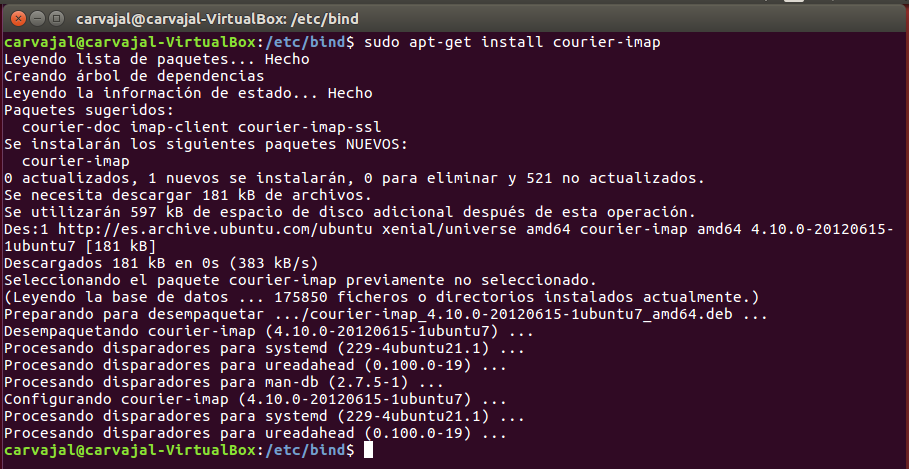 carvajal@carvajal-VirtualBox: /etc/bind
carvajal@carvajal-VirtualBox:/etc/bind$ sudo apt-get install courier-imap
Leyendo lista de paquetes... Hecho
Creando árbol de dependencias
Leyendo la información de estado... Hecho
Paquetes sugeridos:
  courier-doc imap-client courier-imap-ssl
Se instalarán los siguientes paquetes NUEVOS:
  courier-imap
0 actualizados, 1 nuevos se instalarán, 0 para eliminar y 521 no actualizados.
Se necesita descargar 181 kB de archivos.
Se utilizarán 597 kB de espacio de disco adicional después de esta operación.
Des:1 http://es.archive.ubuntu.com/ubuntu xenial/universe amd64 courier-imap amd64 4.10.0-20120615-
1ubuntu7 [181 kB]
Descargados 181 kB en 0s (383 kB/s)
Seleccionando el paquete courier-imap previamente no seleccionado.
(Leyendo la base de datos ... 175850 ficheros o directorios instalados actualmente.)
Preparando para desempaquetar .../courier-imap_4.10.0-20120615-1ubuntu7_amd64.deb ...
Desempaquetando courier-imap (4.10.0-20120615-1ubuntu7) ...
Procesando disparadores para systemd (229-4ubuntu21.1) ...
Procesando disparadores para ureadahead (0.100.0-19) ...
Procesando disparadores para man-db (2.7.5-1) ...
Configurando courier-imap (4.10.0-20120615-1ubuntu7) ...
Procesando disparadores para systemd (229-4ubuntu21.1) ...
Procesando disparadores para ureadahead (0.100.0-19) ...
carvajal@carvajal-VirtualBox:/etc/bind$